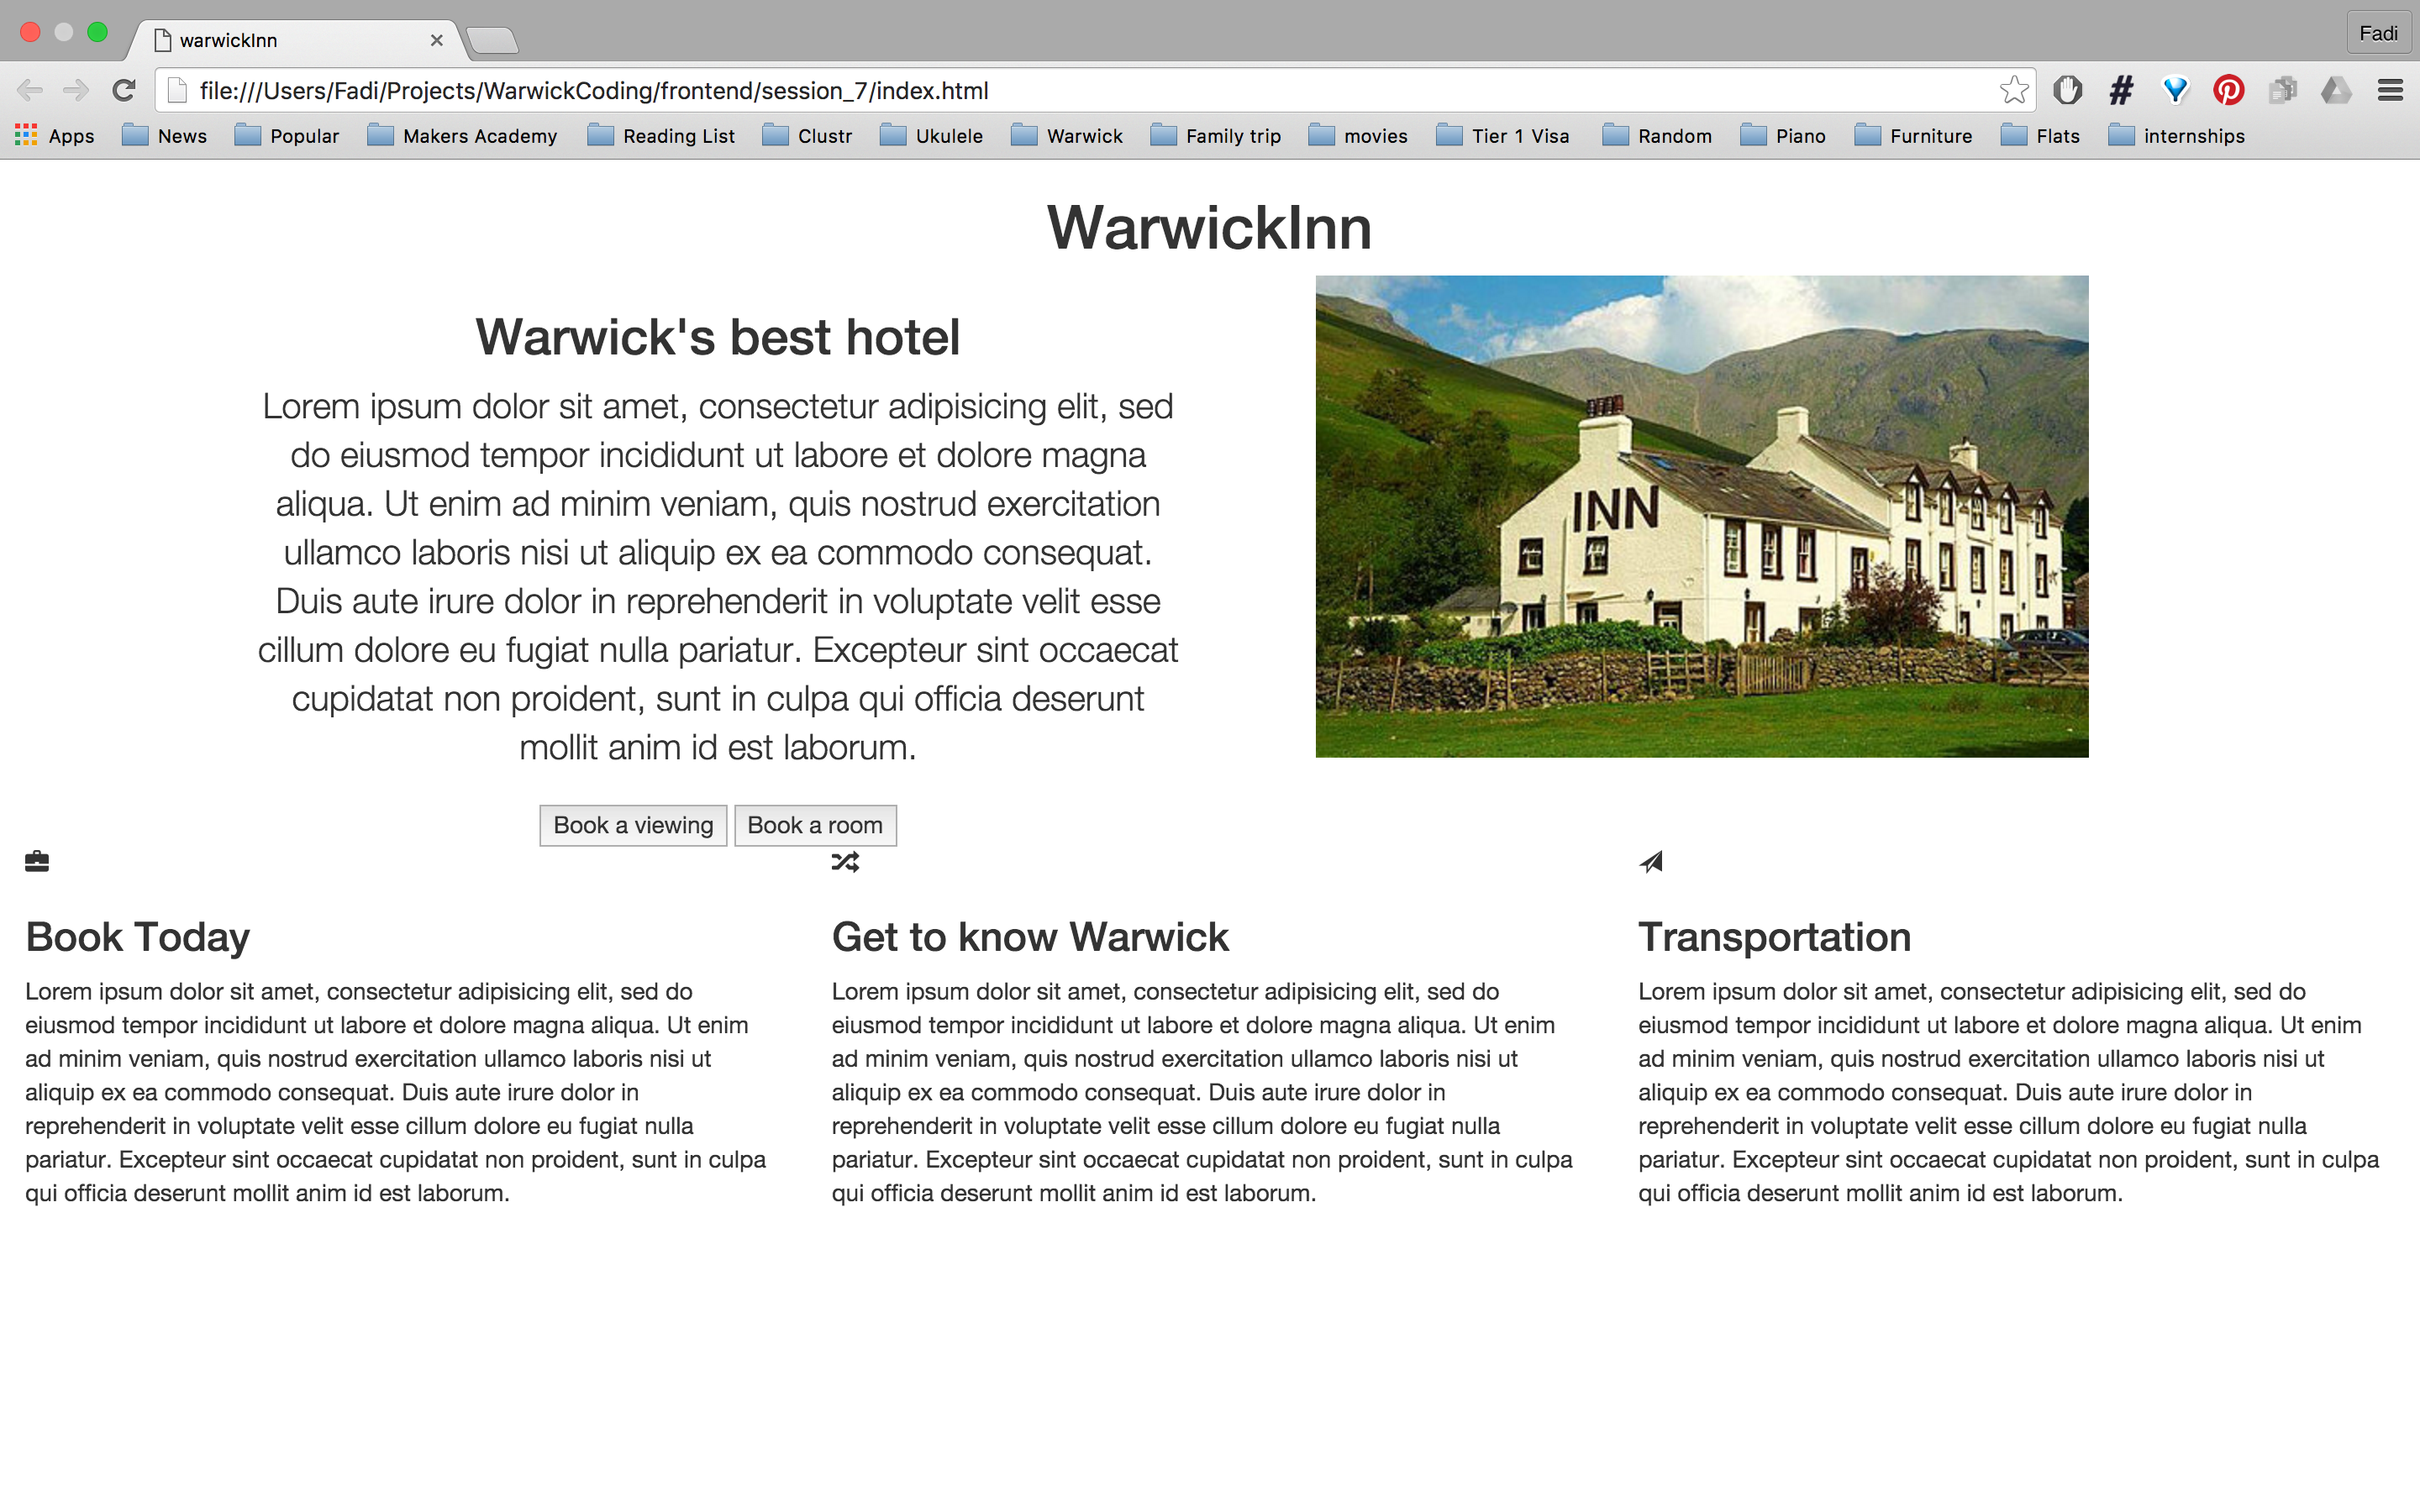 warwickInn
Fadi
file:///Users/Fadi/Projects/WarwickCoding/frontend/session_7/index.html
Apps News Popular Makers Academy Reading List Clustr Ukulele Warwick Family trip movies Tier 1 Visa Random Piano Furniture Flats internships
WarwickInn
Warwick's best hotel
Lorem ipsum dolor sit amet, consectetur adipisicing elit, sed
do eiusmod tempor incididunt ut labore et dolore magna
aliqua. Ut enim ad minim veniam, quis nostrud exercitation
ullamco laboris nisi ut aliquip ex ea commodo consequat.
Duis aute irure dolor in reprehenderit in voluptate velit esse
cillum dolore eu fugiat nulla pariatur. Excepteur sint occaecat
cupidatat non proident, sunt in culpa qui officia deserunt
mollit anim id est laborum.
INN
Book a viewing Book a room
Book Today
Lorem ipsum dolor sit amet, consectetur adipisicing elit, sed do
eiusmod tempor incididunt ut labore et dolore magna aliqua. Ut enim
ad minim veniam, quis nostrud exercitation ullamco laboris nisi ut
aliquip ex ea commodo consequat. Duis aute irure dolor in
reprehenderit in voluptate velit esse cillum dolore eu fugiat nulla
pariatur. Excepteur sint occaecat cupidatat non proident, sunt in culpa
qui officia deserunt mollit anim id est laborum.
Get to know Warwick
Lorem ipsum dolor sit amet, consectetur adipisicing elit, sed do
eiusmod tempor incididunt ut labore et dolore magna aliqua. Ut enim
ad minim veniam, quis nostrud exercitation ullamco laboris nisi ut
aliquip ex ea commodo consequat. Duis aute irure dolor in
reprehenderit in voluptate velit esse cillum dolore eu fugiat nulla
pariatur. Excepteur sint occaecat cupidatat non proident, sunt in culpa
qui officia deserunt mollit anim id est laborum.
Transportation
Lorem ipsum dolor sit amet, consectetur adipisicing elit, sed do
eiusmod tempor incididunt ut labore et dolore magna aliqua. Ut enim
ad minim veniam, quis nostrud exercitation ullamco laboris nisi ut
aliquip ex ea commodo consequat. Duis aute irure dolor in
reprehenderit in voluptate velit esse cillum dolore eu fugiat nulla
pariatur. Excepteur sint occaecat cupidatat non proident, sunt in culpa
qui officia deserunt mollit anim id est laborum.